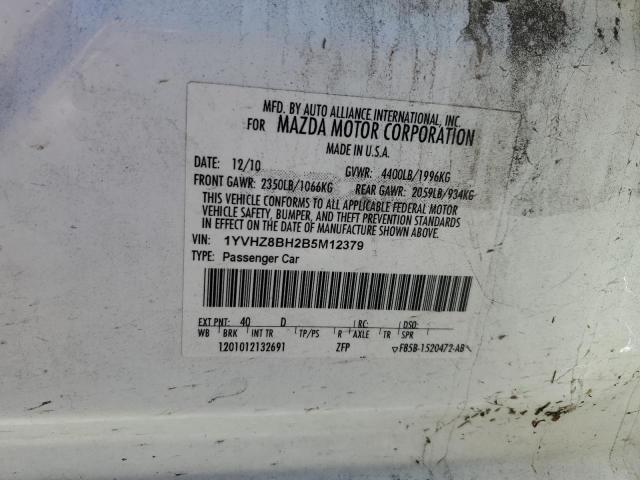 MFD. BY AUTO ALLIANCE INTERNATIONAL, INC.
FOR MAZDA MOTOR CORPORATION
MADE IN U.S.A.
DATE: 12/10 GVWR: 4400LB/1996KG
FRONT GAWR: 2350LB/1066KG REAR GAWR: 2059LB/934KG
THIS VEHICLE CONFORMS TO ALL APPLICABLE FEDERAL MOTOR
VEHICLE SAFETY, BUMPER, AND THEFT PREVENTION STANDARDS
IN EFFECT ON THE DATE OF MANUFACTURE SHOWN ABOVE.
VIN: 1YVHZ8BH2B5M12379
TYPE: Passenger Car
EXT PNT: 40 D RC: DSO:
WB BRK INT TR TP/PS R AXLE TR SPR
1201012132691 ZFP ▽F85B-1520472-AB